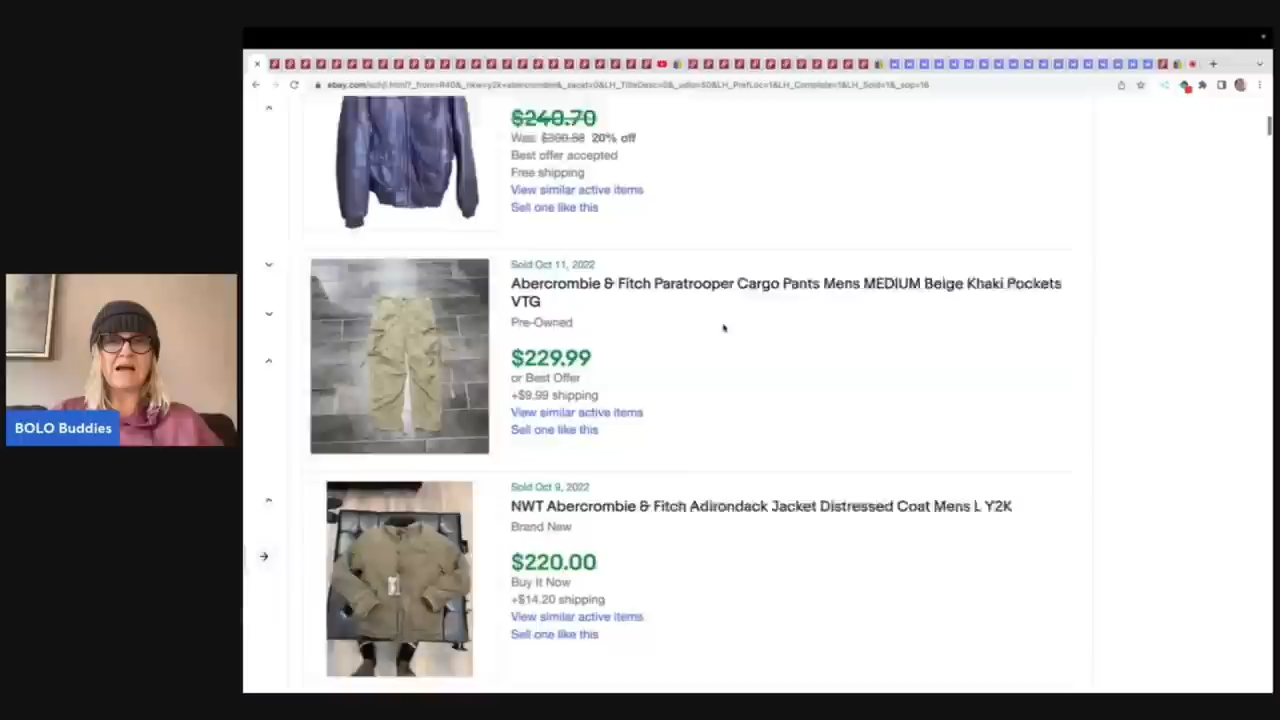 $240.70
Was: $300.88 20% off
Best offer accepted
Free shipping
View similar active items
Sell one like this
Sold Oct 11, 2022
Abercrombie & Fitch Paratrooper Cargo Pants Mens MEDIUM Beige Khaki Pockets
VTG
Pre-Owned
$229.99
or Best Offer
+$9.99 shipping
View similar active items
Sell one like this
Sold Oct 9, 2022
NWT Abercrombie & Fitch Adirondack Jacket Distressed Coat Mens L Y2K
Brand New
$220.00
Buy It Now
+$14.20 shipping
View similar active items
Sell one like this
BOLO Buddies